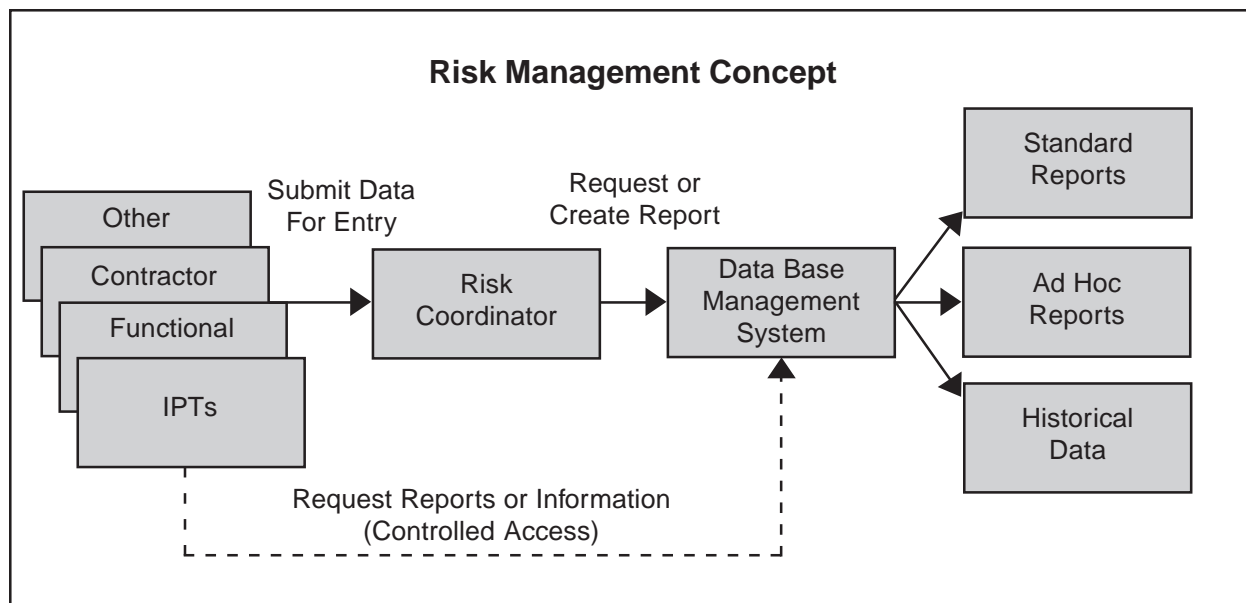 Risk Management Concept
Other
Contractor
Functional
IPTs
Submit Data
For Entry
Risk
Coordinator
Request or
Create Report
Data Base
Management
System
Standard
Reports
Ad Hoc
Reports
Historical
Data
Request Reports or Information
(Controlled Access)